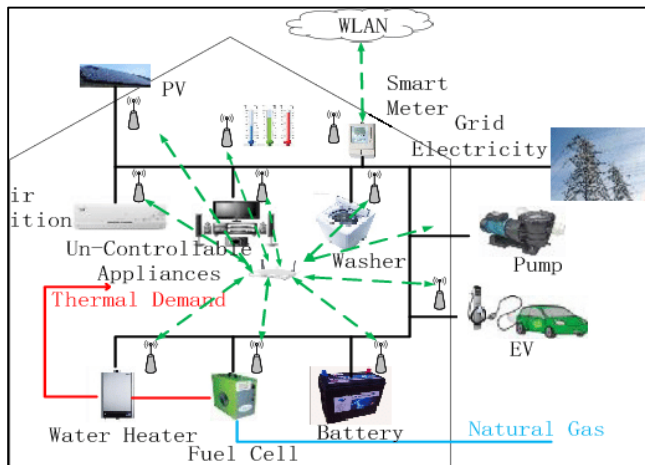 WLAN
PV
Smart
Meter
Grid
Electricity
ir
ition
Un-Controllable
Appliances
Washer
Pump
Thermal Demand
EV
Water Heater
Fuel Cell
Battery
Natural Gas